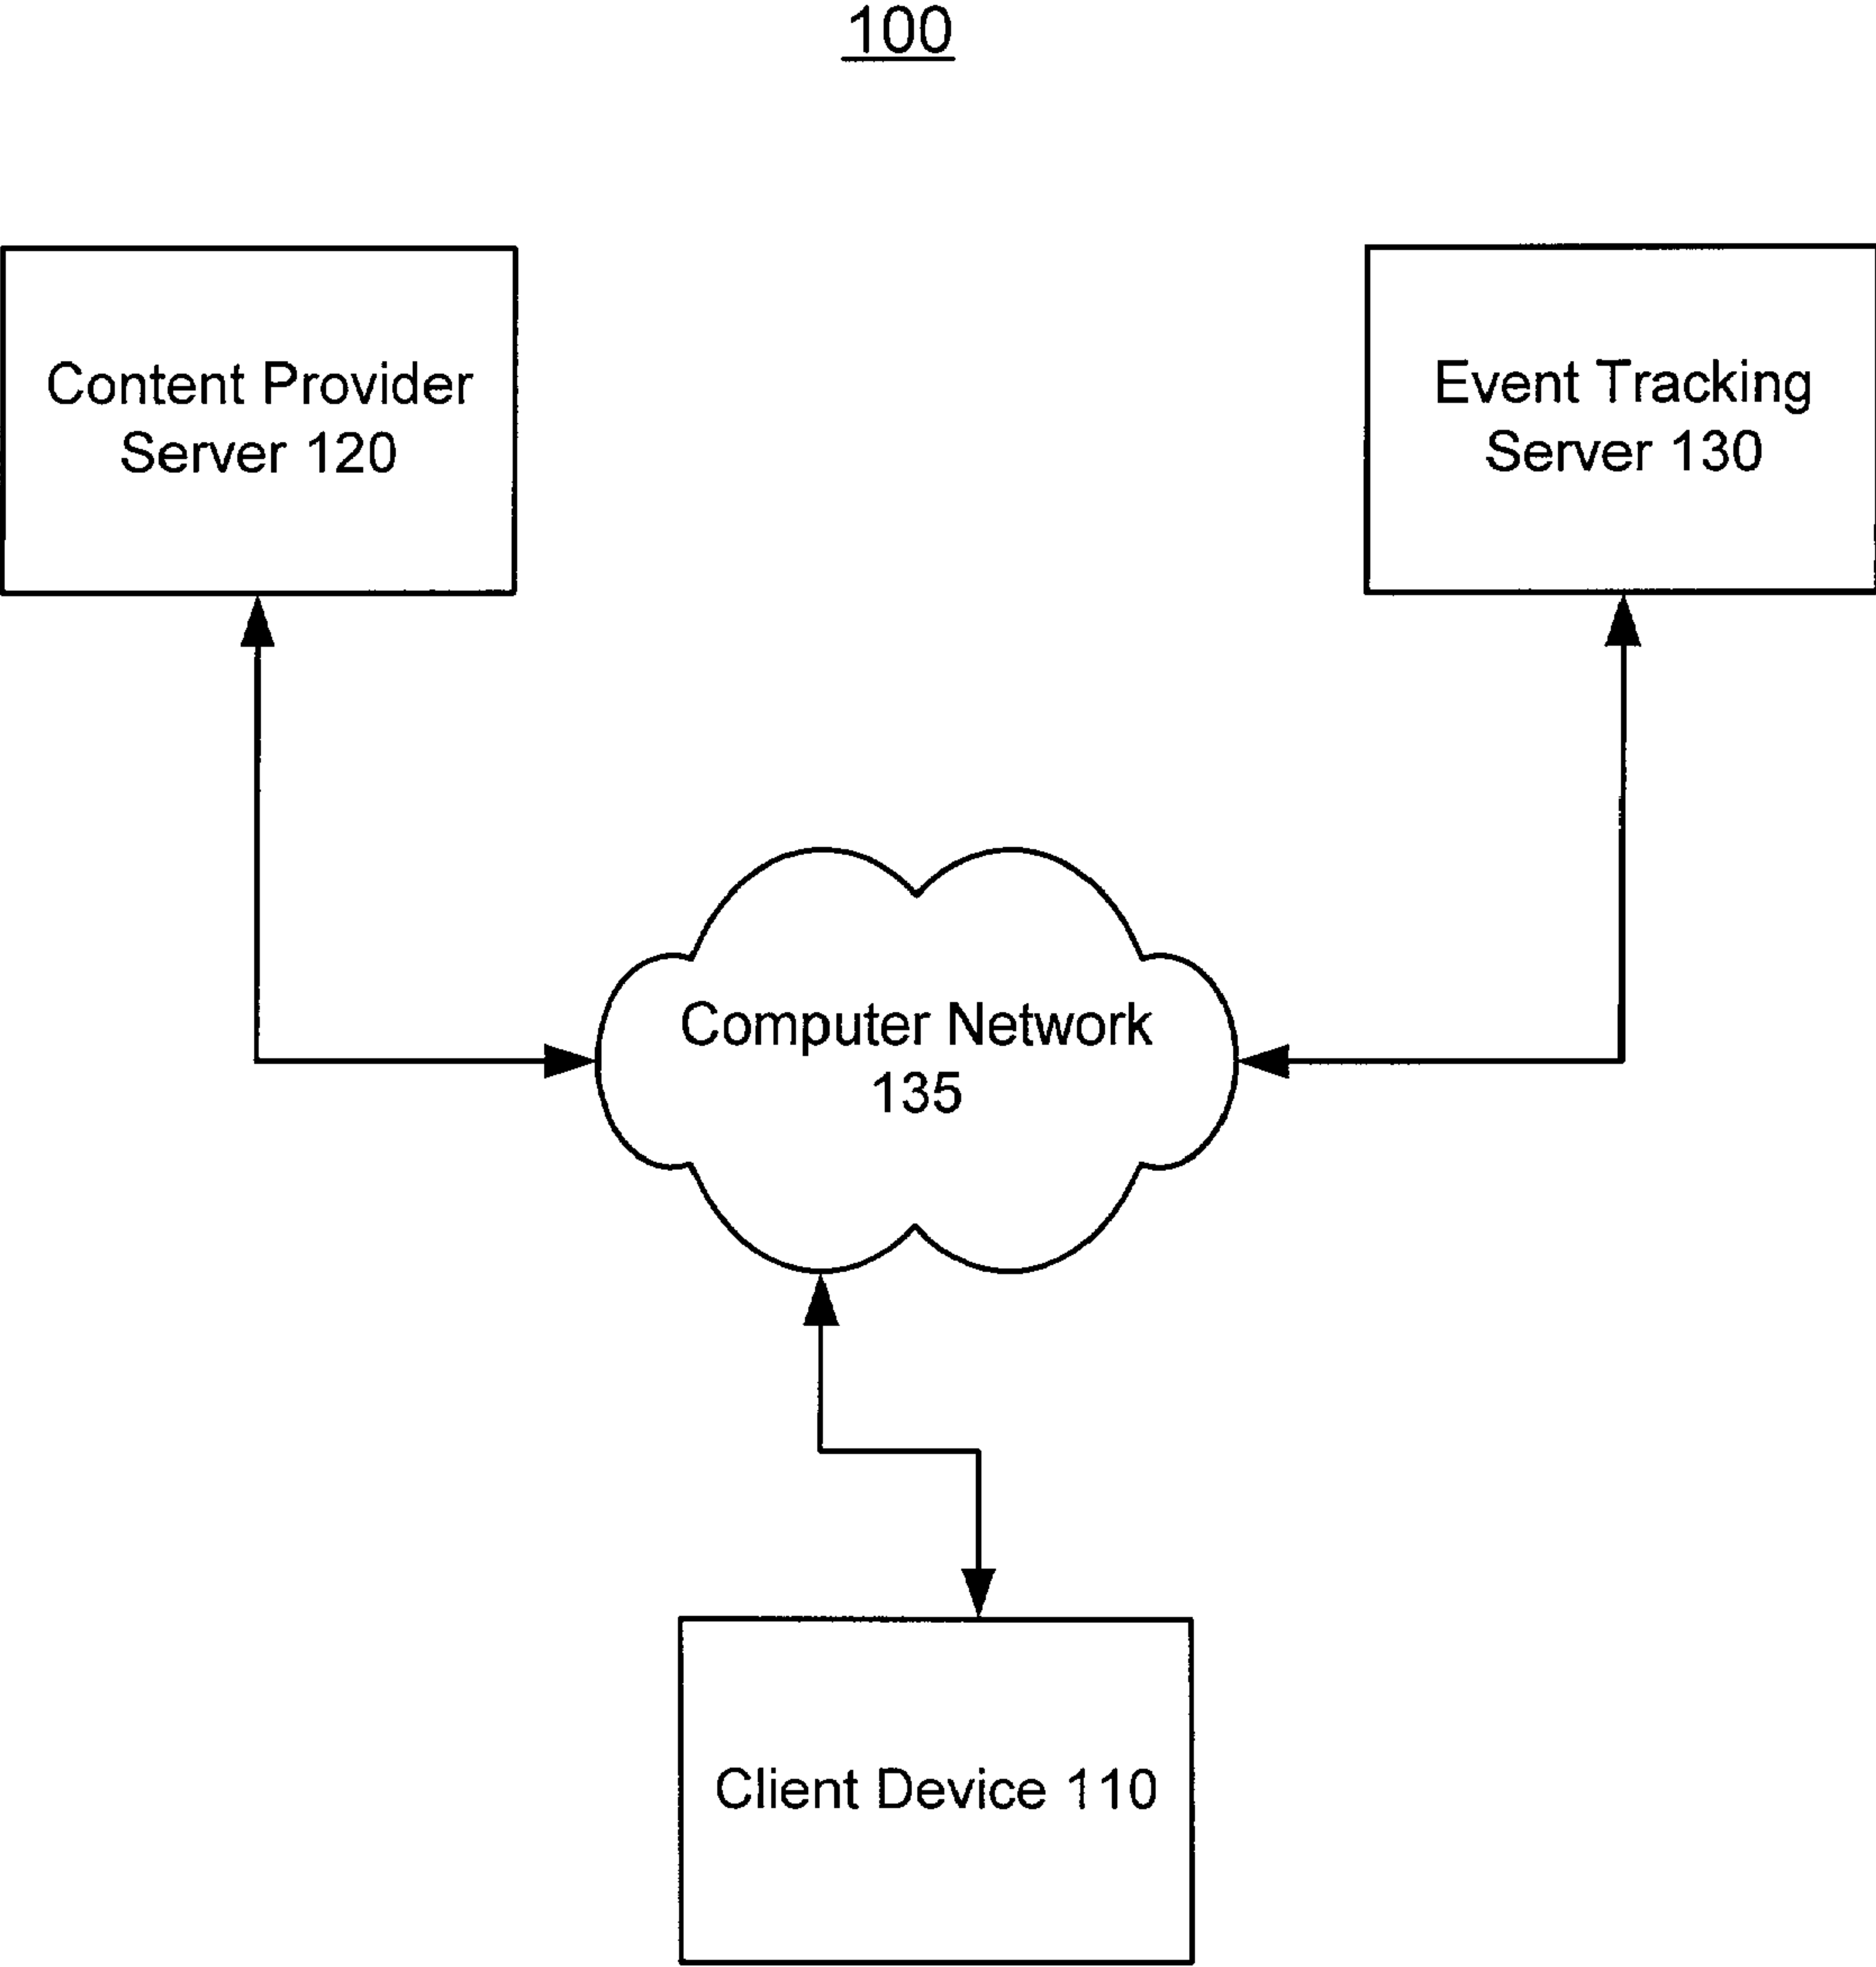 100
Content Provider
Server 120
Event Tracking
Server 130
Computer Network
135
Client Device 110